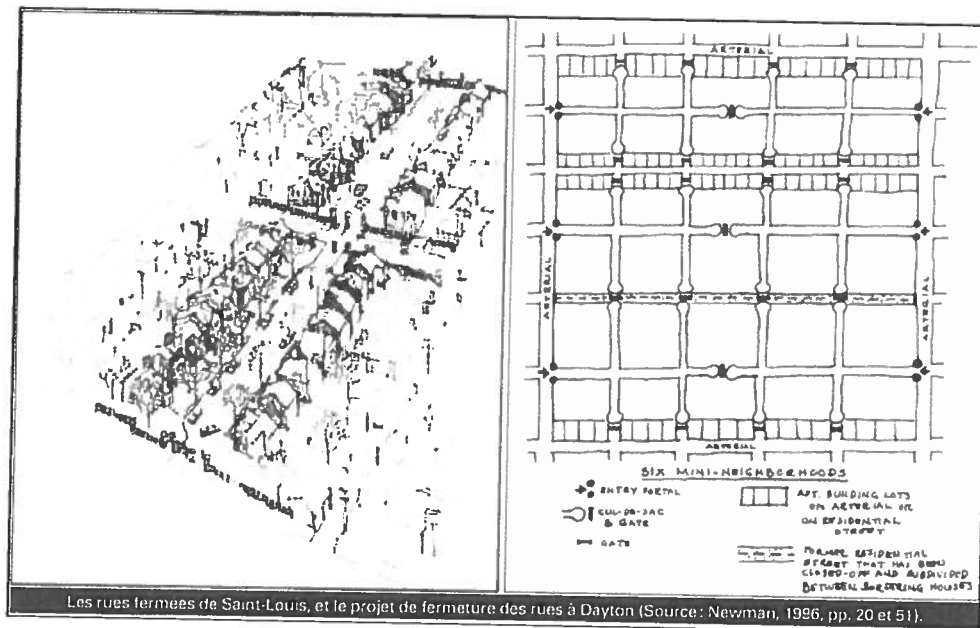 ARTERIAL
ARTERIAL
ARTERIAL
ARTERIAL
SIX MINI-NEIGHBORHOODS
ENTRY PORTAL
CUL-DE-SAC
& GATE
GATE
APT. BUILDING LOTS
ON ARTERIAL OR
ON RESIDENTIAL
STREET
FORMER RESIDENTIAL
STREET THAT HAS BEEN
CLOSED-OFF AND SUBDIVIDED
BETWEEN BORDERING HOUSES
Les rues fermées de Saint-Louis, et le projet de fermeture des rues à Dayton (Source: Newman, 1996, pp. 20 et 51).